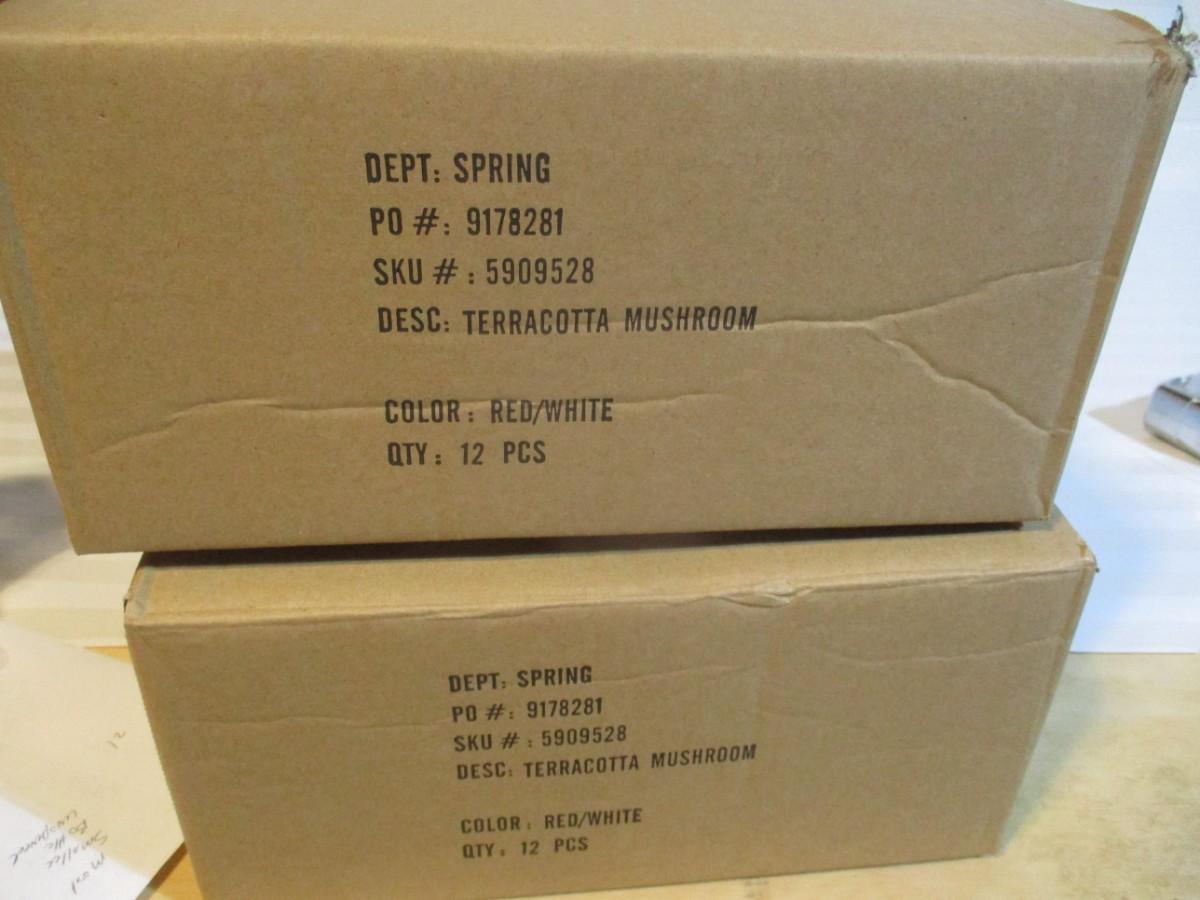 DEPT: SPRING
PO #: 9178281
SKU # : 5909528
DESC: TERRACOTTA MUSHROOM
COLOR : RED/WHITE
QTY : 12 PCS
DEPT: SPRING
PO #: 9178281
SKU # : 5909528
DESC: TERRACOTTA MUSHROOM
COLOR : RED/WHITE
QTY : 12 PCS
12